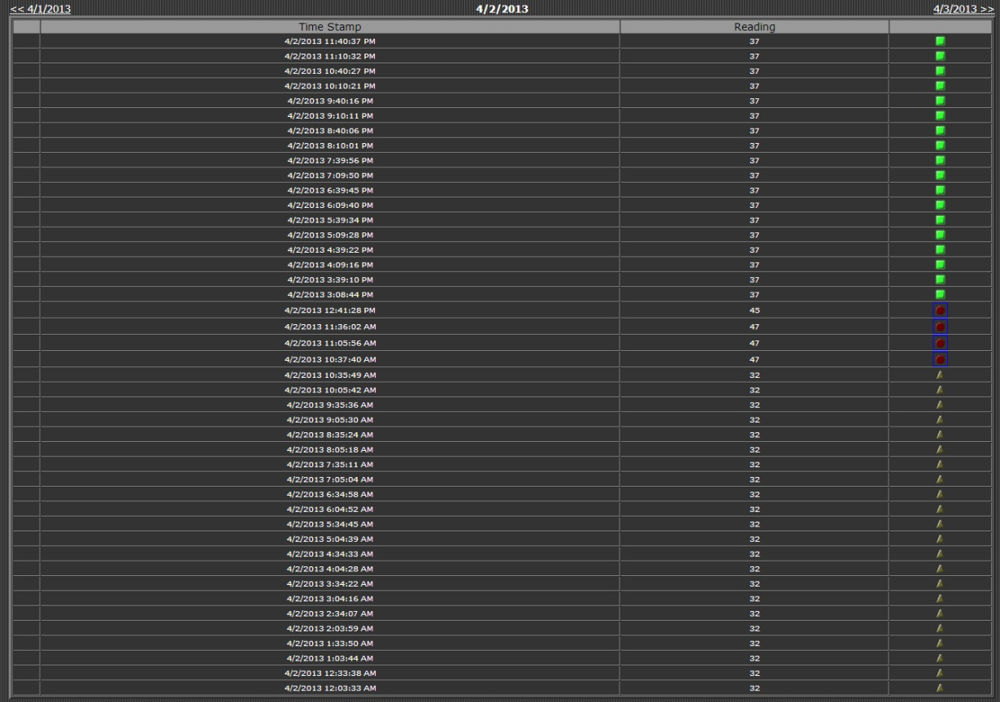 << 4/1/2013 4/2/2013 4/3/2013 >>
Time Stamp Reading
4/2/2013 11:40:37 PM 37
4/2/2013 11:10:32 PM 37
4/2/2013 10:40:27 PM 37
4/2/2013 10:10:21 PM 37
4/2/2013 9:40:16 PM 37
4/2/2013 9:10:11 PM 37
4/2/2013 8:40:06 PM 37
4/2/2013 8:10:01 PM 37
4/2/2013 7:39:56 PM 37
4/2/2013 7:09:50 PM 37
4/2/2013 6:39:45 PM 37
4/2/2013 6:09:40 PM 37
4/2/2013 5:39:34 PM 37
4/2/2013 5:09:28 PM 37
4/2/2013 4:39:22 PM 37
4/2/2013 4:09:16 PM 37
4/2/2013 3:39:10 PM 37
4/2/2013 3:08:44 PM 37
4/2/2013 12:41:28 PM 45
4/2/2013 11:36:02 AM 47
4/2/2013 11:05:56 AM 47
4/2/2013 10:37:40 AM 47
4/2/2013 10:35:49 AM 32
4/2/2013 10:05:42 AM 32
4/2/2013 9:35:36 AM 32
4/2/2013 9:05:30 AM 32
4/2/2013 8:35:24 AM 32
4/2/2013 8:05:18 AM 32
4/2/2013 7:35:11 AM 32
4/2/2013 7:05:04 AM 32
4/2/2013 6:34:58 AM 32
4/2/2013 6:04:52 AM 32
4/2/2013 5:34:45 AM 32
4/2/2013 5:04:39 AM 32
4/2/2013 4:34:33 AM 32
4/2/2013 4:04:28 AM 32
4/2/2013 3:34:22 AM 32
4/2/2013 3:04:16 AM 32
4/2/2013 2:34:07 AM 32
4/2/2013 2:03:59 AM 32
4/2/2013 1:33:50 AM 32
4/2/2013 1:03:44 AM 32
4/2/2013 12:33:38 AM 32
4/2/2013 12:03:33 AM 32